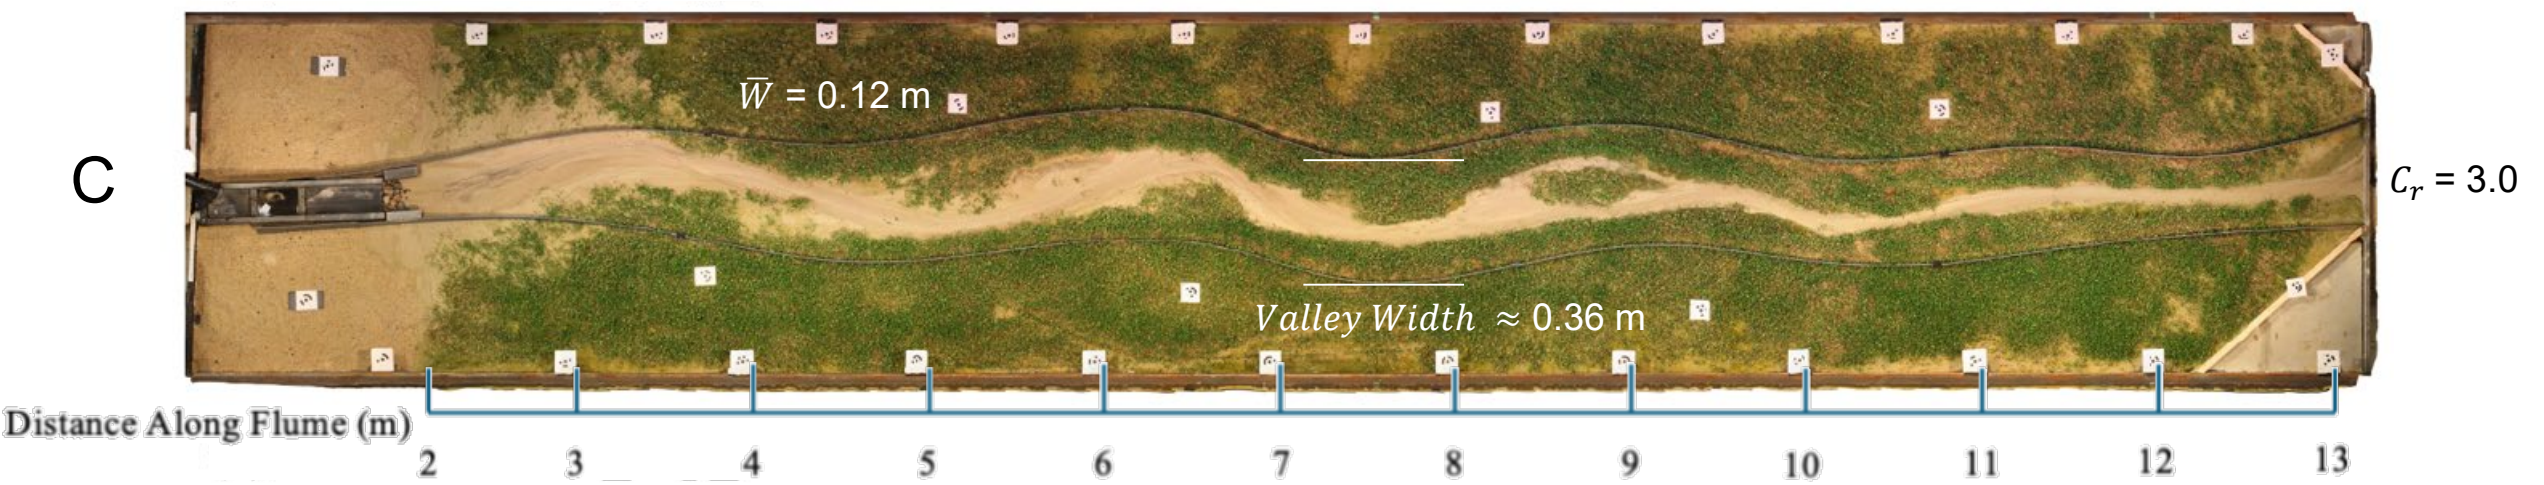 W̅ = 0.12 m
C
C_r = 3.0
Valley Width ≈ 0.36 m
Distance Along Flume (m)
2 3 4 5 6 7 8 9 10 11 12 13